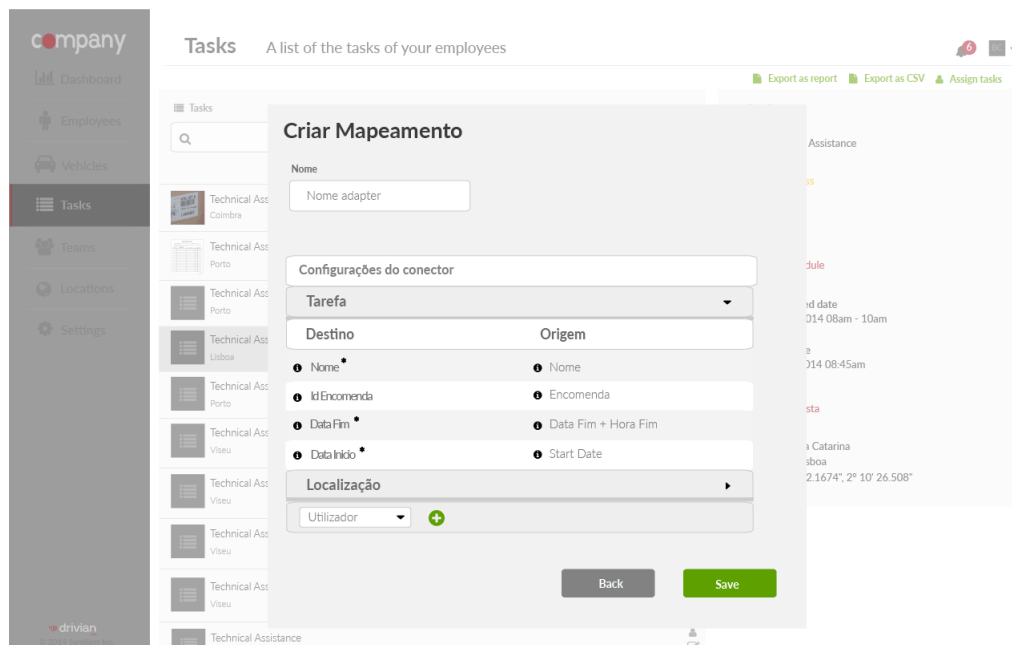 company
Tasks
A list of the tasks of your employees
6
BC
Dashboard
Employees
Vehicles
Tasks
Teams
Locations
Settings
drivian
Export as report
Export as CSV
Assign tasks
Tasks
Technical Ass
Coimbra
Technical Ass
Porto
Technical Ass
Porto
Technical Ass
Lisboa
Technical Ass
Porto
Technical Ass
Viseu
Technical Ass
Viseu
Technical Ass
Viseu
Technical Ass
Viseu
Technical Assistance
Criar Mapeamento
Nome
Nome adapter
Configurações do conector
Tarefa
Destino Origem
Nome* Nome
Id Encomenda Encomenda
Data Fim * Data Fim + Hora Fim
Data Inicio * Start Date
Localização
Utilizador
Back Save
Assistance
ss
dule
ed date
014 08am - 10am
e
014 08:45am
sta
a Catarina
sboa
2.1674", 2º 10' 26.508"